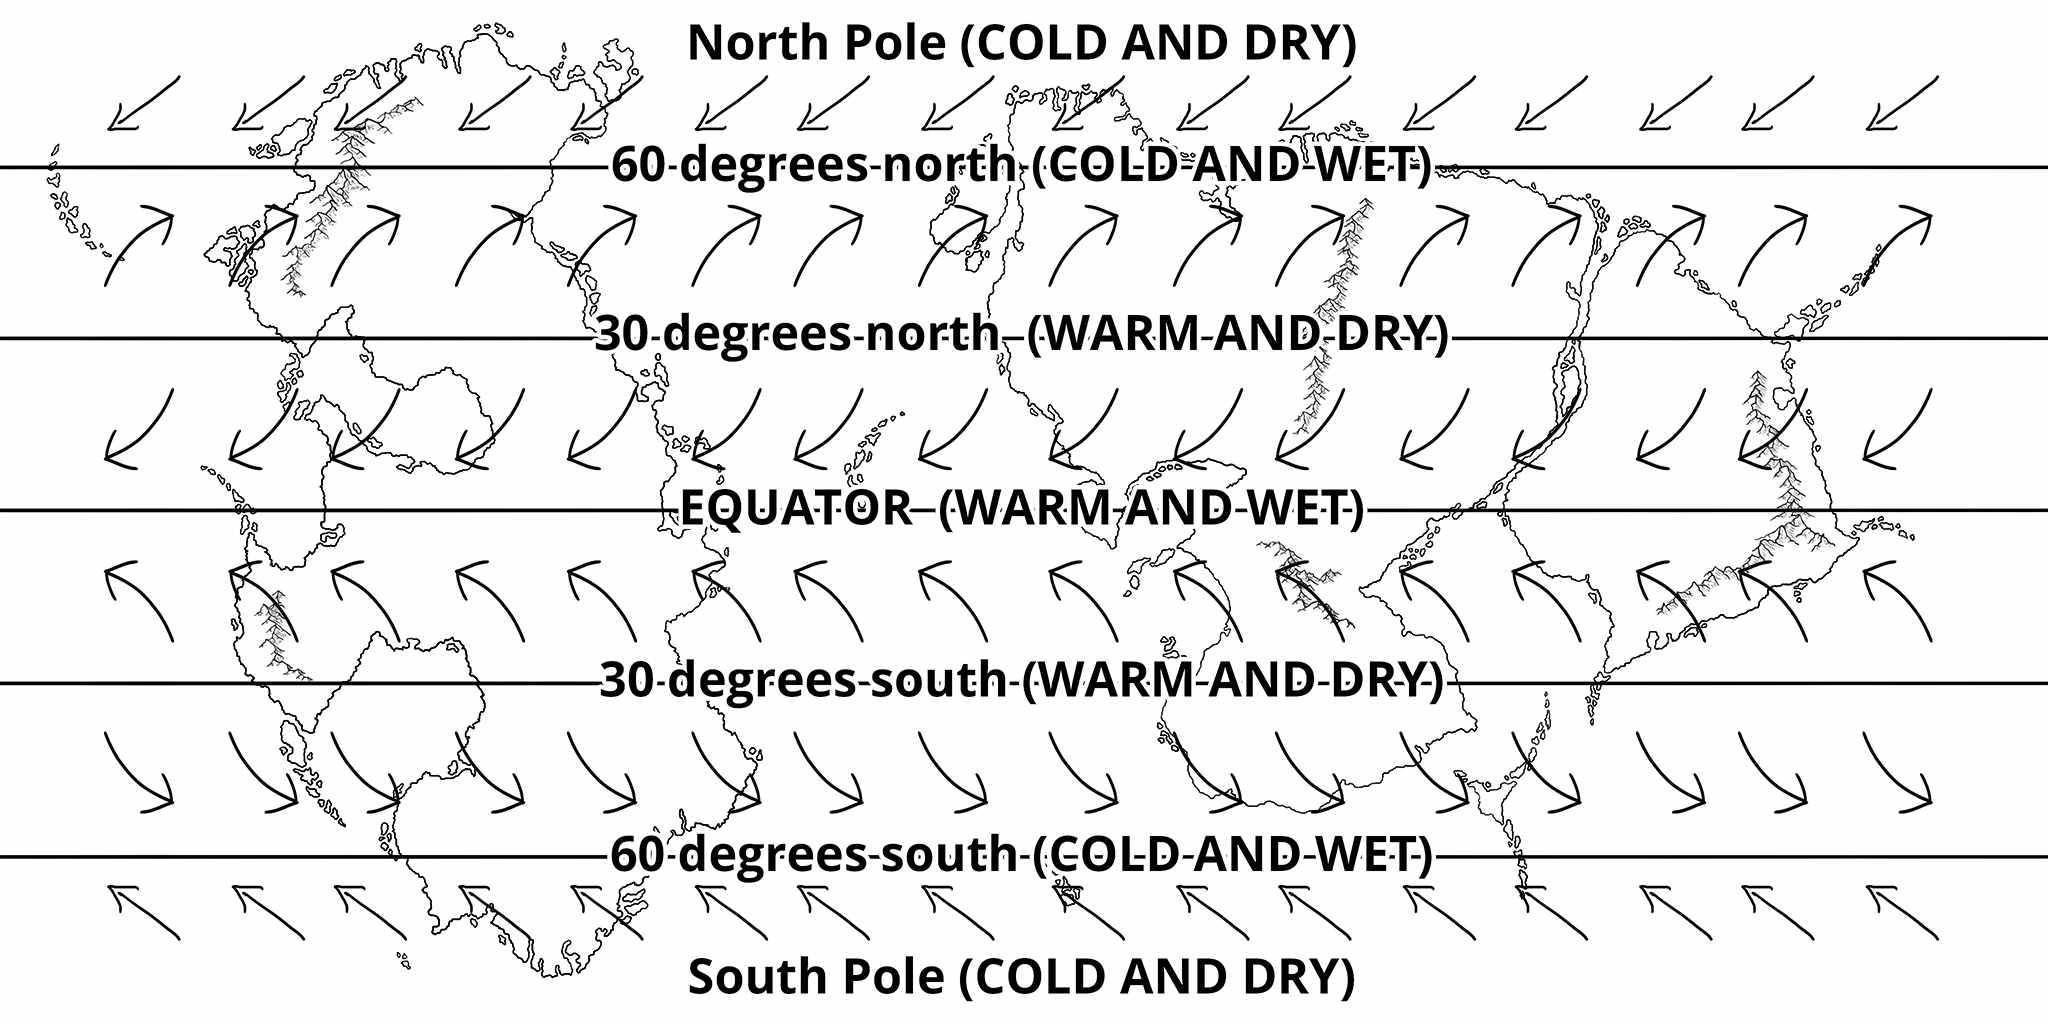 North Pole (COLD AND DRY)
60 degrees north (COLD AND WET)
30 degrees north (WARM AND DRY)
EQUATOR (WARM AND WET)
30 degrees south (WARM AND DRY)
60 degrees south (COLD AND WET)
South Pole (COLD AND DRY)